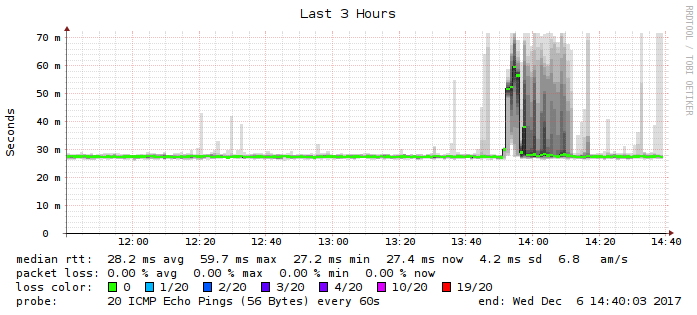 Last 3 Hours
RRDTOOL / TOBI OETIKER
Seconds
70 m
60 m
50 m
40 m
30 m
20 m
10 m
0
12:00 12:20 12:40 13:00 13:20 13:40 14:00 14:20 14:40
median rtt: 28.2 ms avg 59.7 ms max 27.2 ms min 27.4 ms now 4.2 ms sd 6.8 am/s
packet loss: 0.00 % avg 0.00 % max 0.00 % min 0.00 % now
loss color: 0 1/20 2/20 3/20 4/20 10/20 19/20
probe: 20 ICMP Echo Pings (56 Bytes) every 60s end: Wed Dec 6 14:40:03 2017